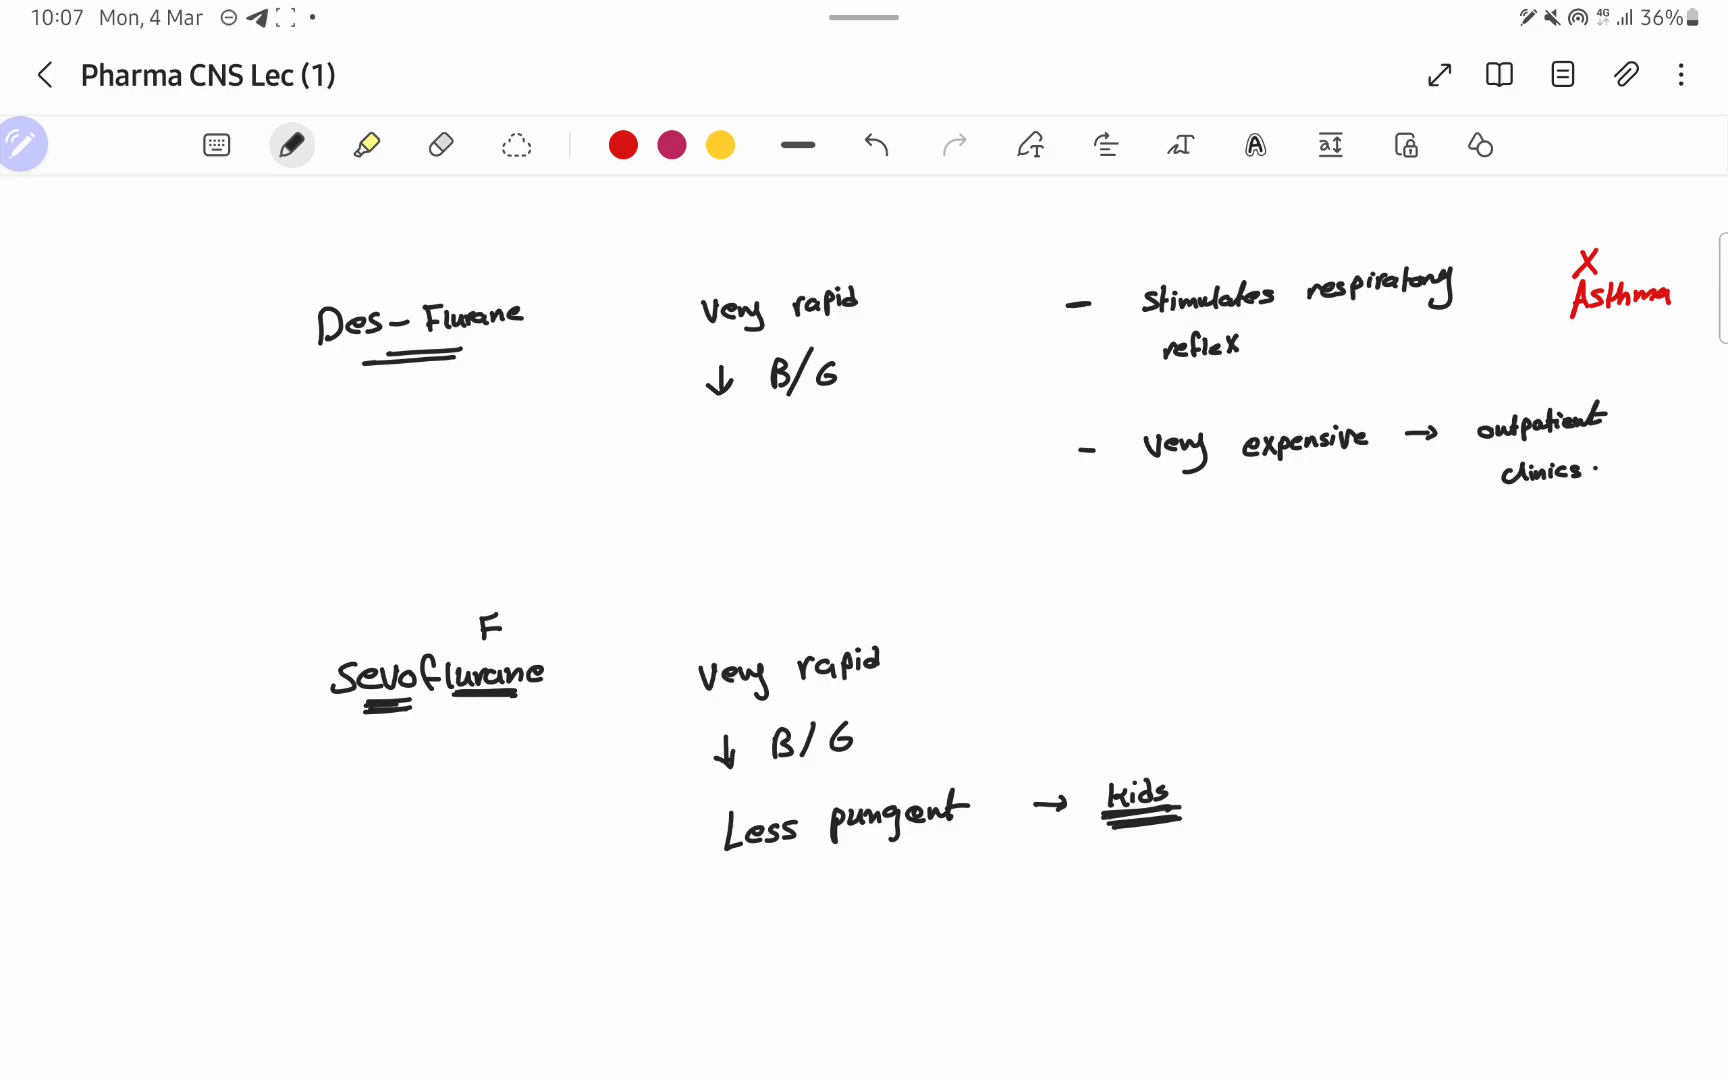 10:07 Mon, 4 Mar
4G 36%
Pharma CNS Lec (1)
X
Asthma
Des- Flurane
very rapid
- stimulates respiratory
reflex
↓ B/G
- very expensive → outpatient
clinics.
F
Sevoflurane
very rapid
↓ B/G
Less pungent → kids